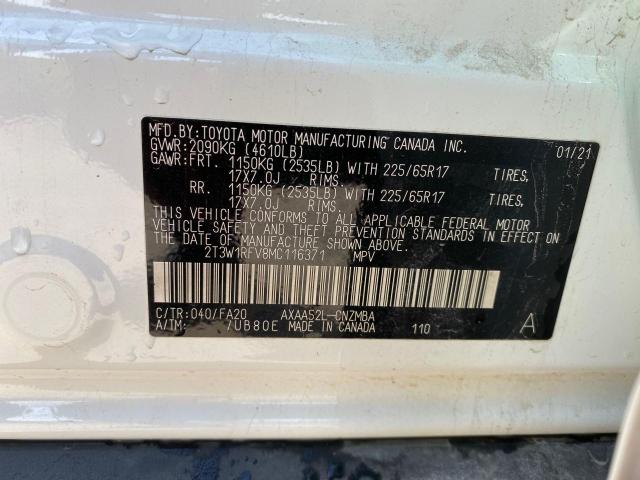 MFD.BY:TOYOTA MOTOR MANUFACTURING CANADA INC.
GVWR:2090KG (4610LB) 01/21
GAWR:FRT. 1150KG (2535LB) WITH 225/65R17 TIRES,
17X7.0J RIMS.
RR. 1150KG (2535LB) WITH 225/65R17 TIRES,
17X7.0J RIMS.
THIS VEHICLE CONFORMS TO ALL APPLICABLE FEDERAL MOTOR
VEHICLE SAFETY AND THEFT PREVENTION STANDARDS IN EFFECT ON
THE DATE OF MANUFACTURE SHOWN ABOVE.
2T3W1RFV8MC116371 MPV
C/TR:040/FA20 AXAA52L-CNZMBA
A/TM: 7UB80E MADE IN CANADA 110 A